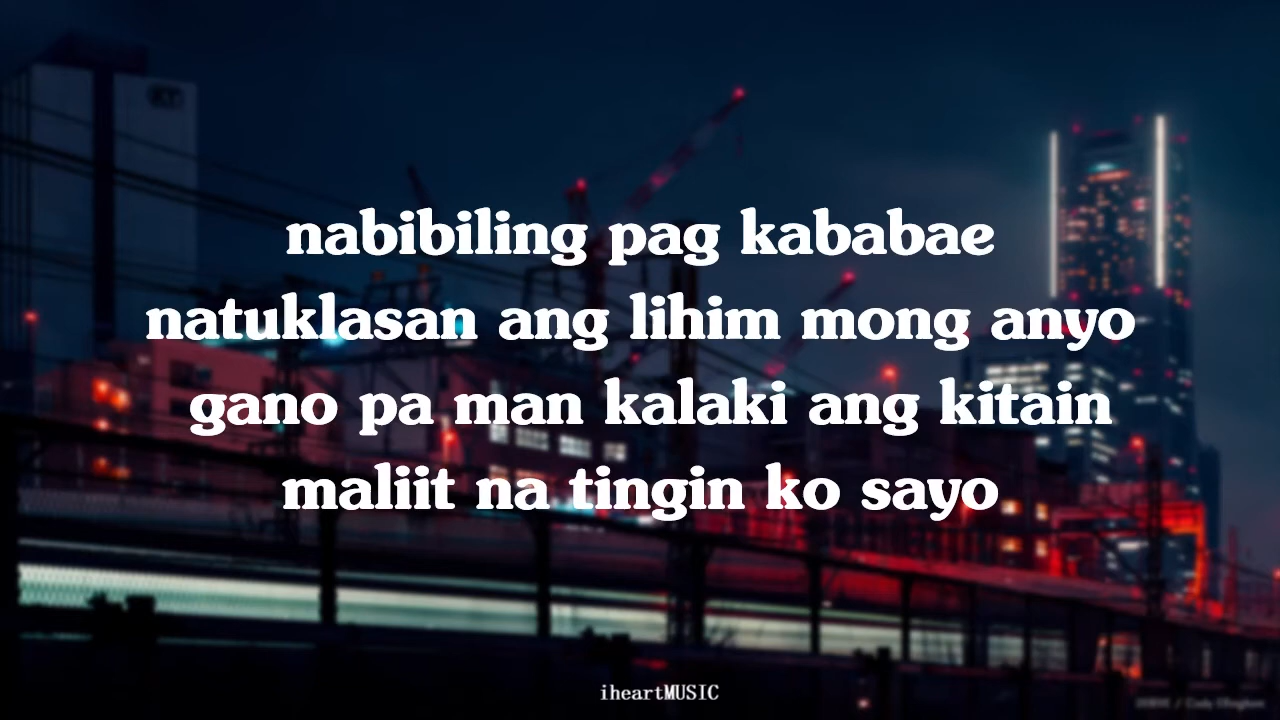 nabibiling pag kababae
natuklasan ang lihim mong anyo
gano pa man kalaki ang kitain
maliit na tingin ko sayo
iheartMUSIC